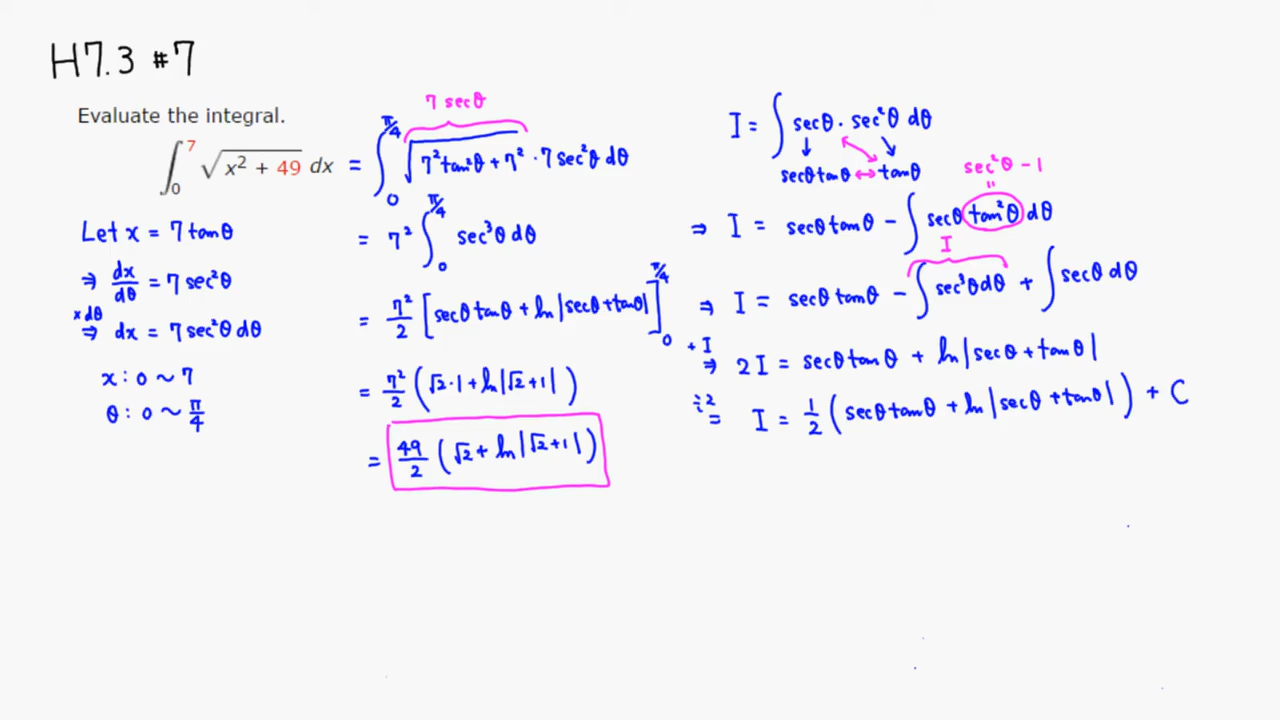 H7.3 #7
Evaluate the integral.
∫₀⁷ √(x² + 49) dx = ∫₀^{π/4} √(7²tan²θ + 7²) · 7sec²θ dθ
7 secθ
Let x = 7tanθ
⇒ dx/dθ = 7sec²θ
×dθ
⇒ dx = 7sec²θ dθ
x : 0 ~ 7
θ : 0 ~ π/4
= 7² ∫₀^{π/4} sec³θ dθ
= 7²/2 [secθ tanθ + ln|secθ + tanθ|]₀^{π/4}
= 7²/2 (√2·1 + ln|√2+1|)
= 49/2 (√2 + ln|√2+1|)
I = ∫ secθ · sec²θ dθ
↓ ↘
secθ tanθ ↔ tanθ
sec²θ - 1
"
⇒ I = secθ tanθ − ∫ secθ tan²θ dθ
I
⇒ I = secθ tanθ − ∫ sec³θ dθ + ∫ secθ dθ
+I
⇒ 2I = secθ tanθ + ln|secθ + tanθ|
÷2
= I = 1/2 (secθ tanθ + ln|secθ + tanθ|) + C